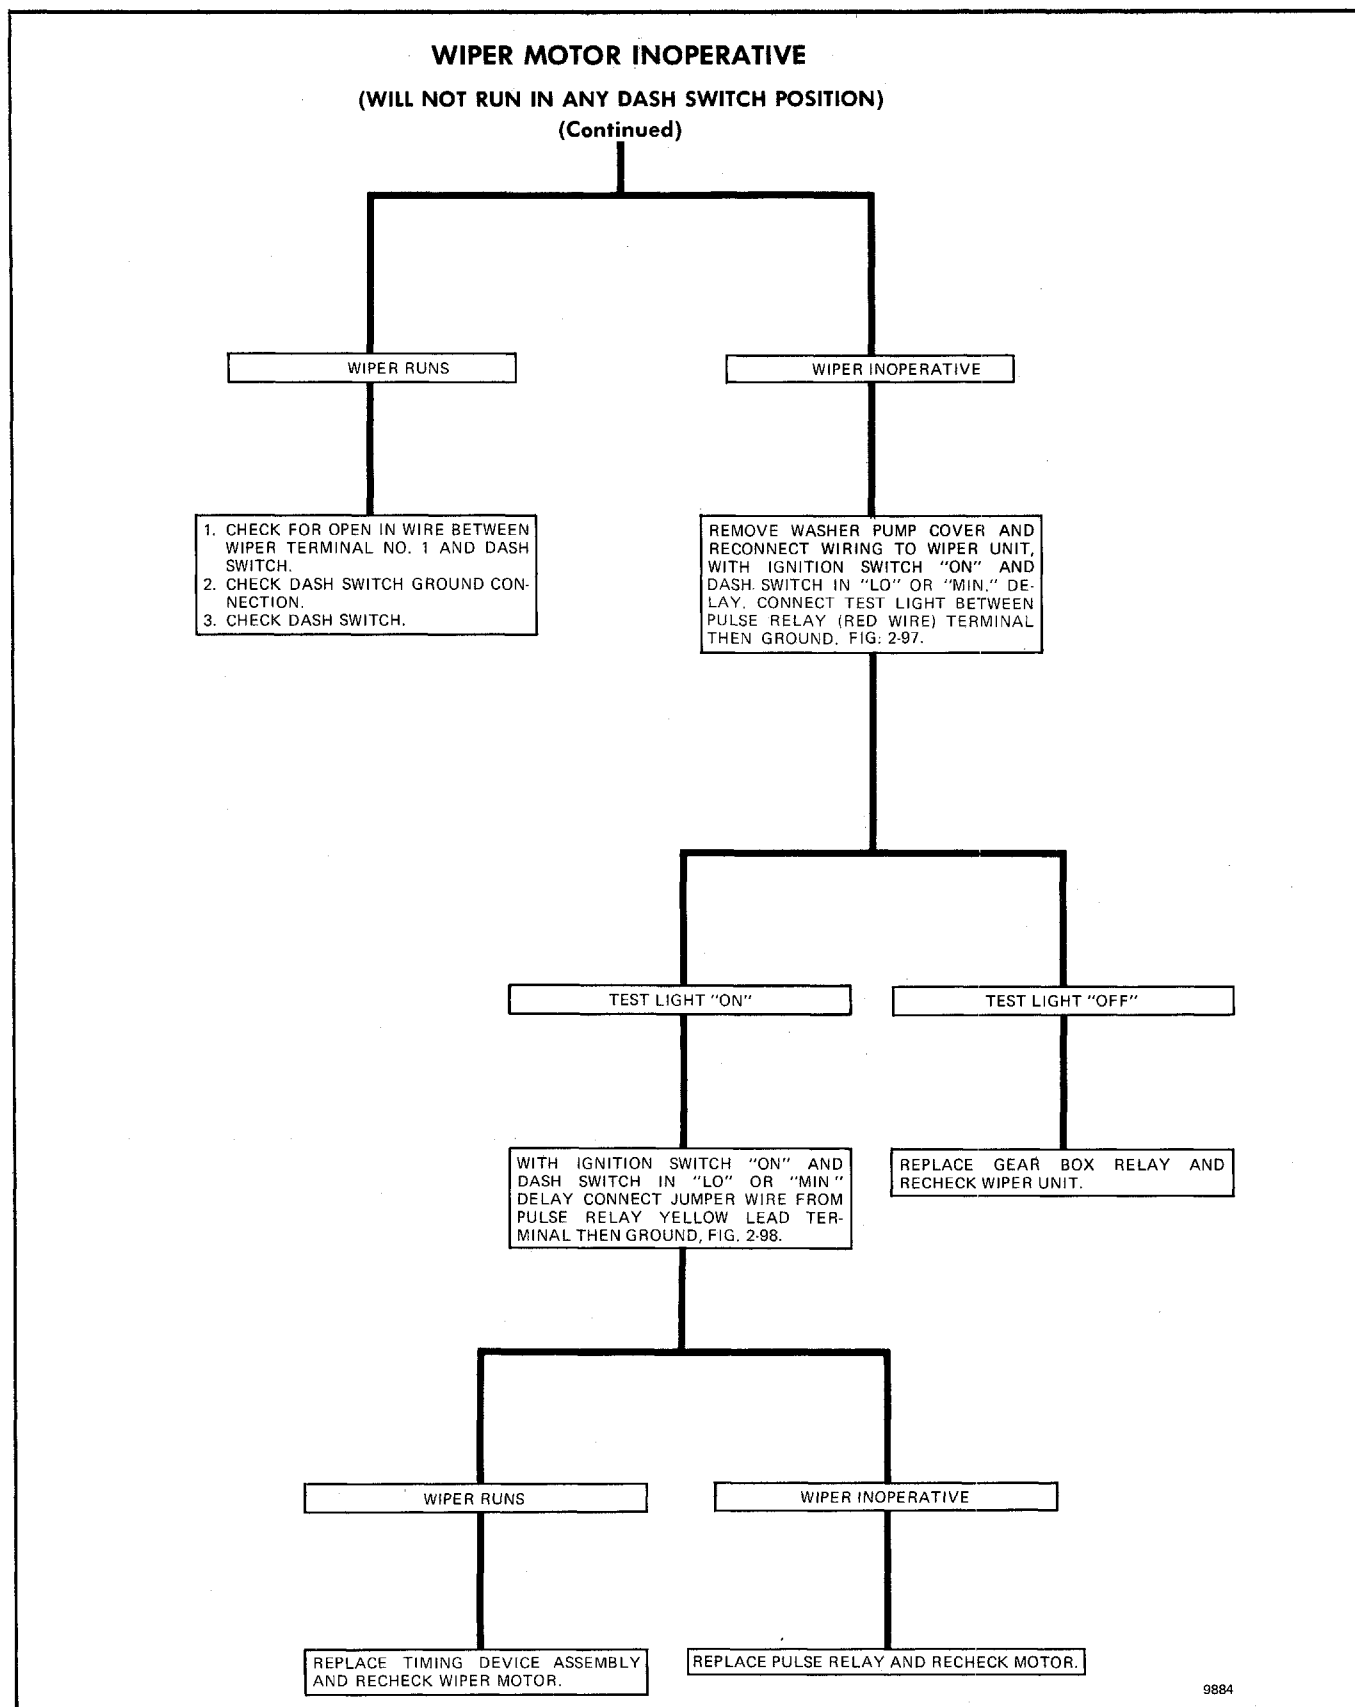 WIPER MOTOR INOPERATIVE
(WILL NOT RUN IN ANY DASH SWITCH POSITION)
(Continued)
WIPER RUNS
WIPER INOPERATIVE
1. CHECK FOR OPEN IN WIRE BETWEEN
WIPER TERMINAL NO. 1 AND DASH
SWITCH.
2. CHECK DASH SWITCH GROUND CON-
NECTION.
3. CHECK DASH SWITCH.
REMOVE WASHER PUMP COVER AND
RECONNECT WIRING TO WIPER UNIT,
WITH IGNITION SWITCH "ON" AND
DASH. SWITCH IN "LO" OR "MIN." DE-
LAY. CONNECT TEST LIGHT BETWEEN
PULSE RELAY (RED WIRE) TERMINAL
THEN GROUND. FIG: 2-97.
TEST LIGHT "ON"
TEST LIGHT "OFF"
WITH IGNITION SWITCH "ON" AND
DASH SWITCH IN "LO" OR "MIN"
DELAY CONNECT JUMPER WIRE FROM
PULSE RELAY YELLOW LEAD TER-
MINAL THEN GROUND, FIG. 2-98.
REPLACE GEAR BOX RELAY AND
RECHECK WIPER UNIT.
WIPER RUNS
WIPER INOPERATIVE
REPLACE TIMING DEVICE ASSEMBLY
AND RECHECK WIPER MOTOR.
REPLACE PULSE RELAY AND RECHECK MOTOR.
9884